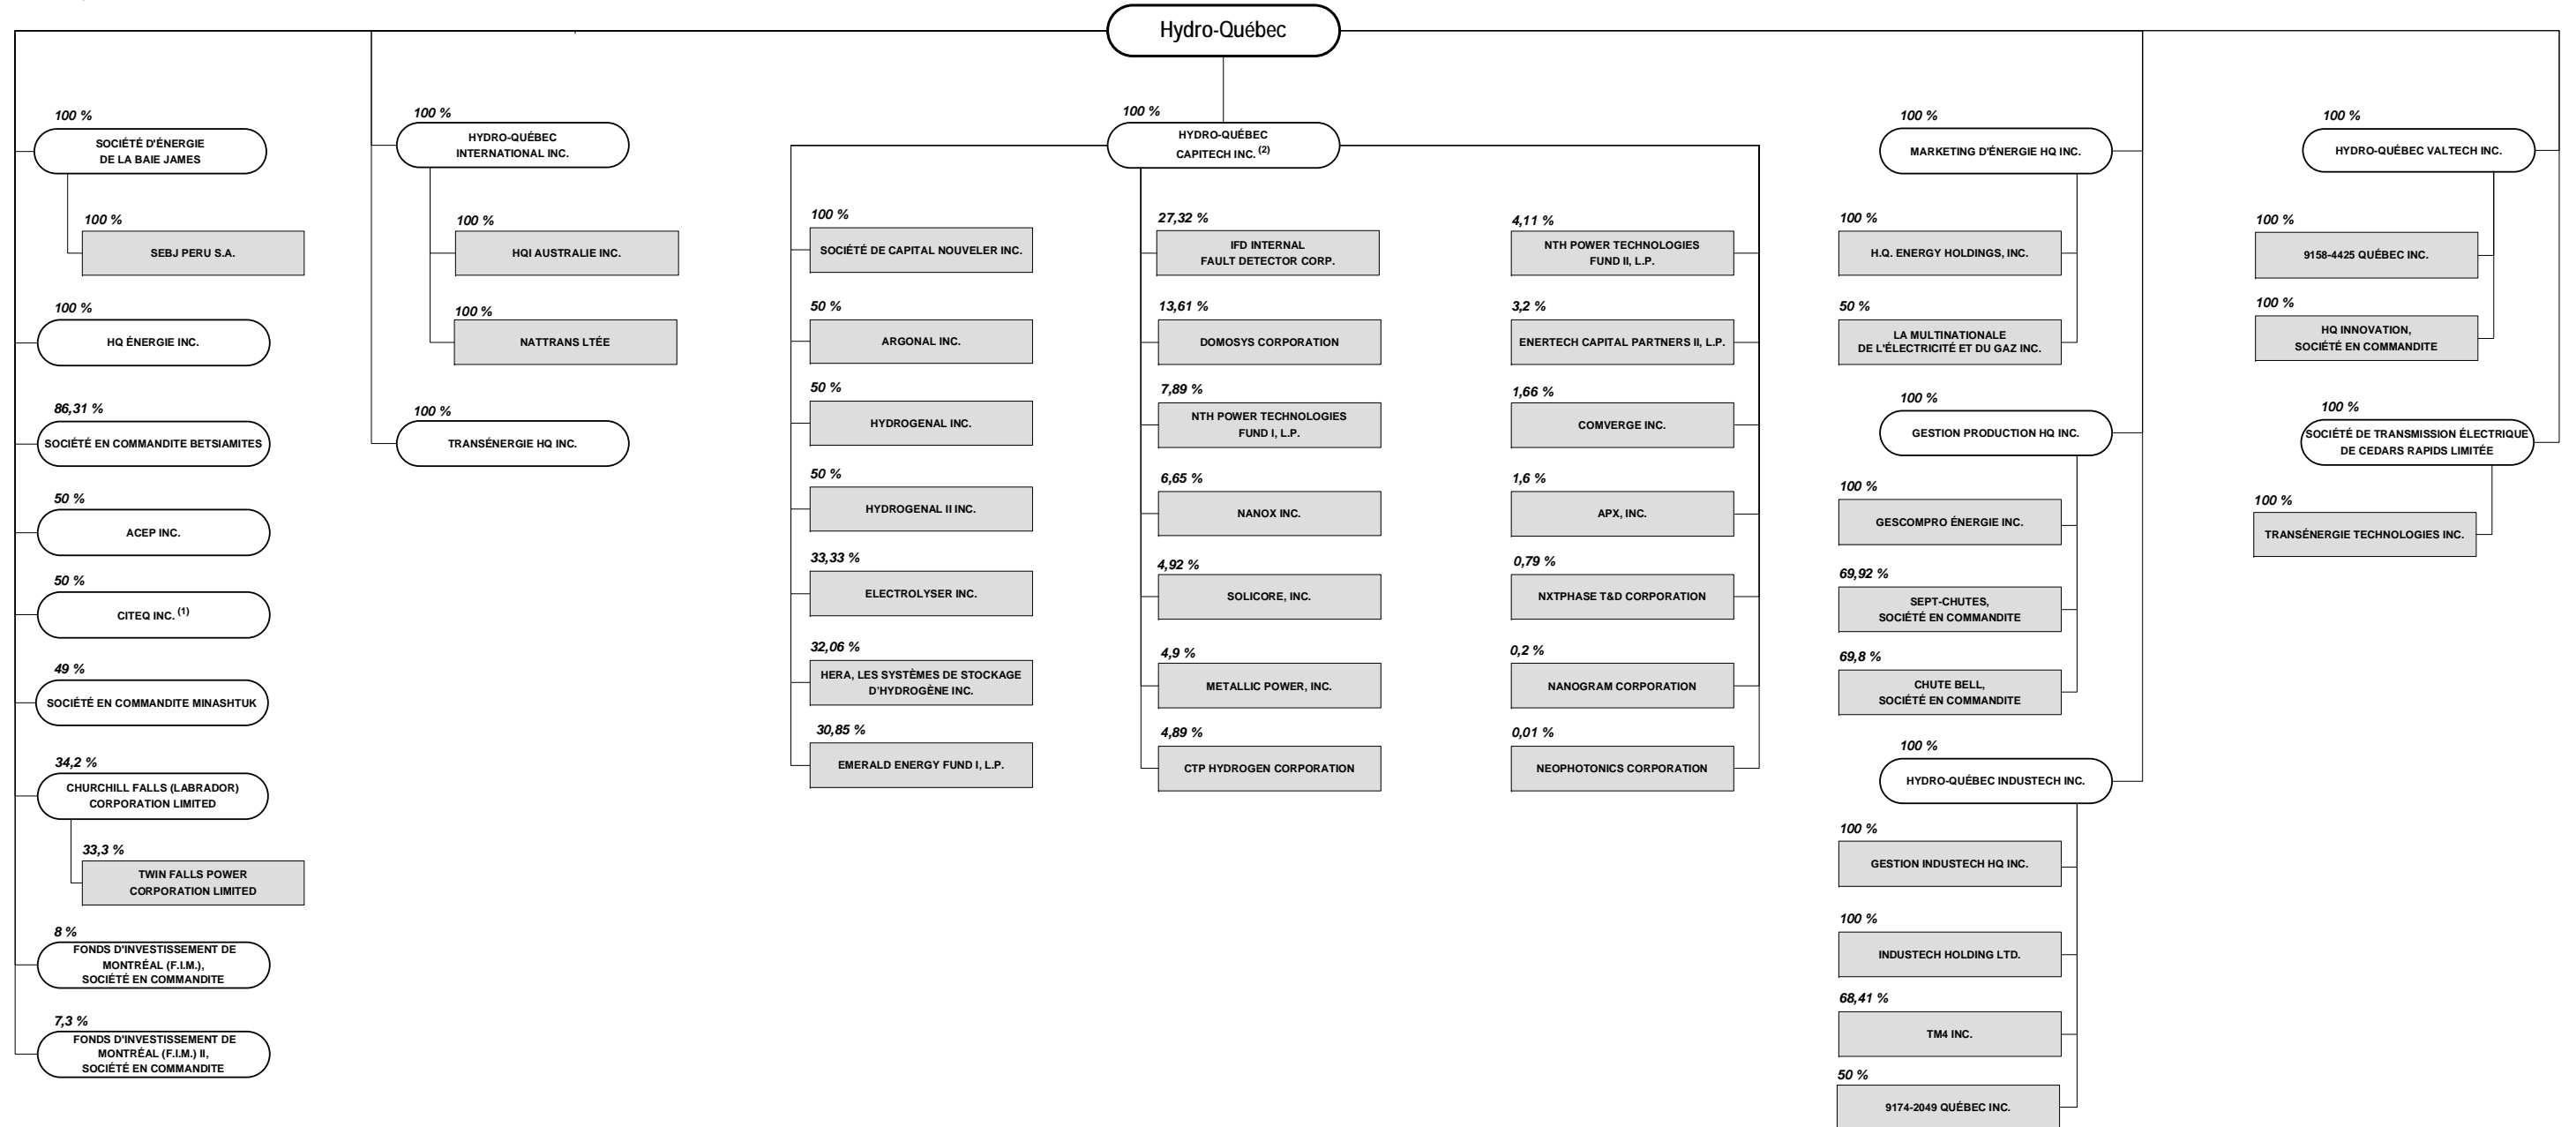 Hydro-Québec
100 %
SOCIÉTÉ D'ÉNERGIE
DE LA BAIE JAMES
100 %
SEBJ PERU S.A.
100 %
HQ ÉNERGIE INC.
86,31 %
SOCIÉTÉ EN COMMANDITE BETSIAMITES
50 %
ACEP INC.
50 %
CITEQ INC. (1)
49 %
SOCIÉTÉ EN COMMANDITE MINASHTUK
34,2 %
CHURCHILL FALLS (LABRADOR)
CORPORATION LIMITED
33,3 %
TWIN FALLS POWER
CORPORATION LIMITED
8 %
FONDS D'INVESTISSEMENT DE
MONTRÉAL (F.I.M.),
SOCIÉTÉ EN COMMANDITE
7,3 %
FONDS D'INVESTISSEMENT DE
MONTRÉAL (F.I.M.) II,
SOCIÉTÉ EN COMMANDITE
100 %
HYDRO-QUÉBEC
INTERNATIONAL INC.
100 %
HQI AUSTRALIE INC.
100 %
NATTRANS LTÉE
100 %
TRANSÉNERGIE HQ INC.
100 %
HYDRO-QUÉBEC
CAPITECH INC. (2)
100 %
SOCIÉTÉ DE CAPITAL NOUVELER INC.
50 %
ARGONAL INC.
50 %
HYDROGENAL INC.
50 %
HYDROGENAL II INC.
33,33 %
ELECTROLYSER INC.
32,06 %
HERA, LES SYSTÈMES DE STOCKAGE
D'HYDROGÈNE INC.
30,85 %
EMERALD ENERGY FUND I, L.P.
27,32 %
IFD INTERNAL
FAULT DETECTOR CORP.
13,61 %
DOMOSYS CORPORATION
7,89 %
NTH POWER TECHNOLOGIES
FUND I, L.P.
6,65 %
NANOX INC.
4,92 %
SOLICORE, INC.
4,9 %
METALLIC POWER, INC.
4,89 %
CTP HYDROGEN CORPORATION
4,11 %
NTH POWER TECHNOLOGIES
FUND II, L.P.
3,2 %
ENERTECH CAPITAL PARTNERS II, L.P.
1,66 %
COMVERGE INC.
1,6 %
APX, INC.
0,79 %
NXTPHASE T&D CORPORATION
0,2 %
NANOGRAM CORPORATION
0,01 %
NEOPHOTONICS CORPORATION
100 %
MARKETING D'ÉNERGIE HQ INC.
100 %
H.Q. ENERGY HOLDINGS, INC.
50 %
LA MULTINATIONALE
DE L'ÉLECTRICITÉ ET DU GAZ INC.
100 %
GESTION PRODUCTION HQ INC.
100 %
GESCOMPRO ÉNERGIE INC.
69,92 %
SEPT-CHUTES,
SOCIÉTÉ EN COMMANDITE
69,8 %
CHUTE BELL,
SOCIÉTÉ EN COMMANDITE
100 %
HYDRO-QUÉBEC INDUSTECH INC.
100 %
GESTION INDUSTECH HQ INC.
100 %
INDUSTECH HOLDING LTD.
68,41 %
TM4 INC.
50 %
9174-2049 QUÉBEC INC.
100 %
HYDRO-QUÉBEC VALTECH INC.
100 %
9158-4425 QUÉBEC INC.
100 %
HQ INNOVATION,
SOCIÉTÉ EN COMMANDITE
100 %
SOCIÉTÉ DE TRANSMISSION ÉLECTRIQUE
DE CEDARS RAPIDS LIMITÉE
100 %
TRANSÉNERGIE TECHNOLOGIES INC.